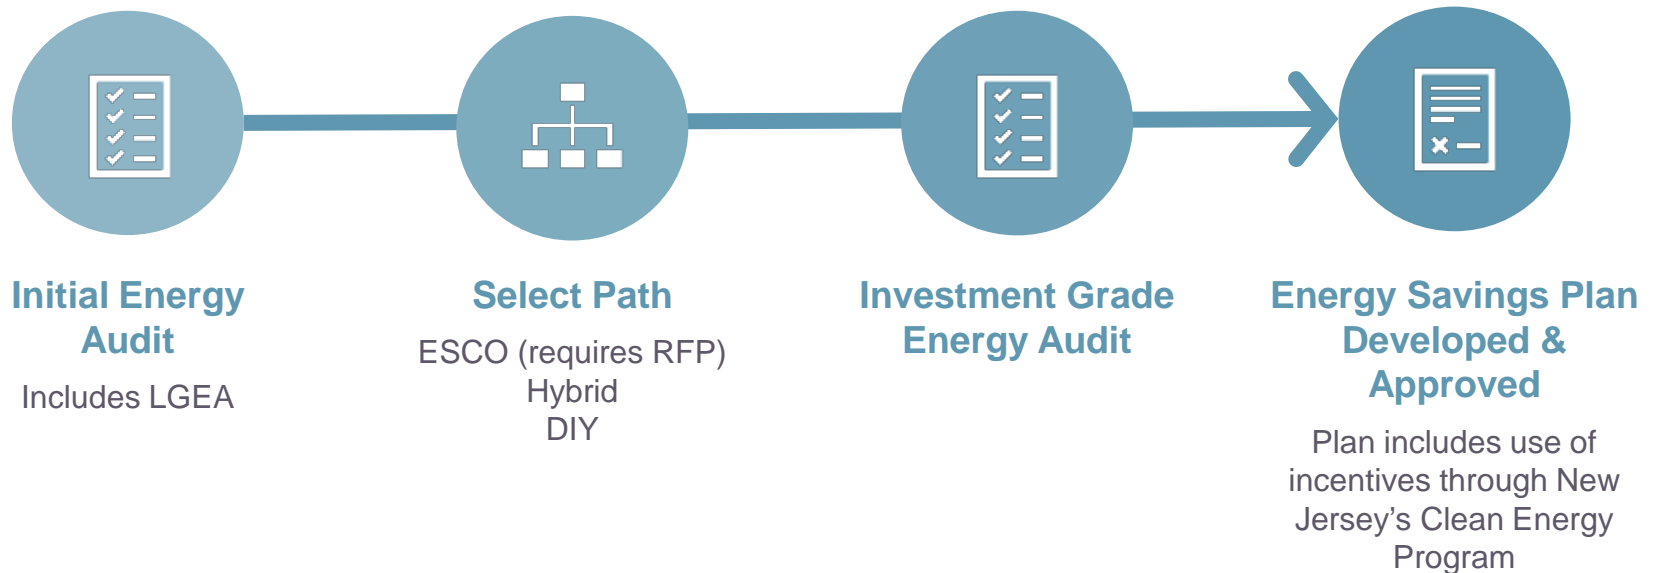 Initial Energy
Audit
Includes LGEA
Select Path
ESCO (requires RFP)
Hybrid
DIY
Investment Grade
Energy Audit
Energy Savings Plan
Developed &
Approved
Plan includes use of
incentives through New
Jersey’s Clean Energy
Program